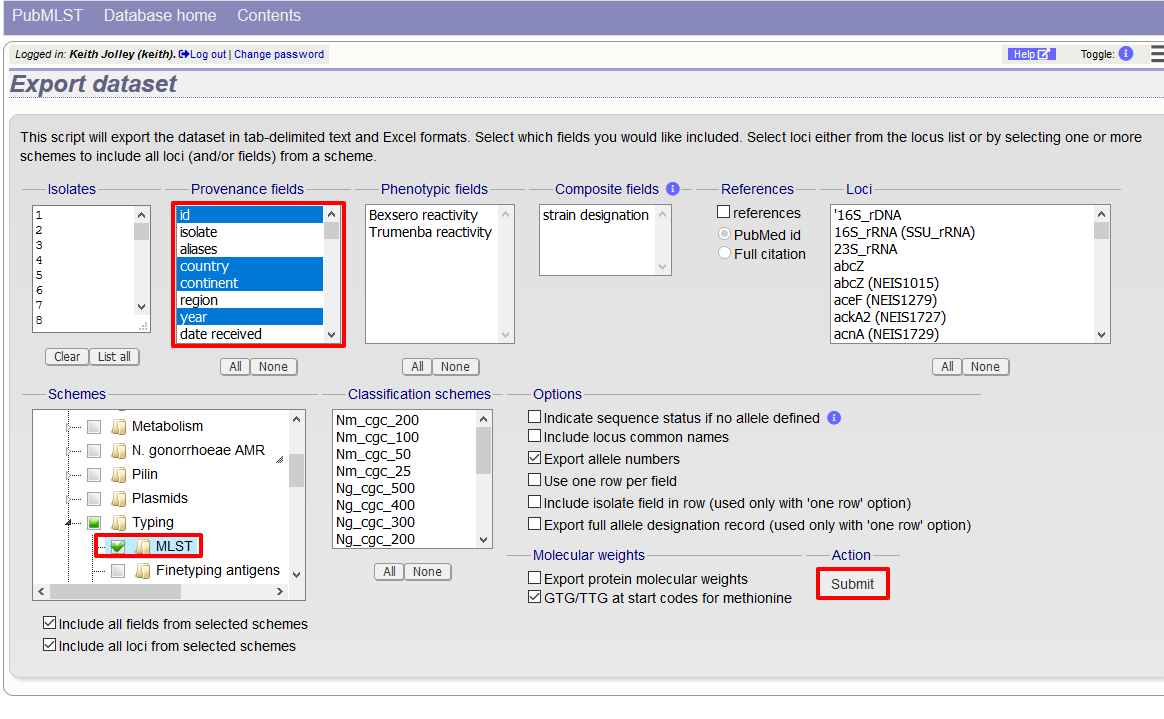 PubMLST Database home Contents
Logged in: Keith Jolley (keith). Log out | Change password Help Toggle: i
Export dataset
This script will export the dataset in tab-delimited text and Excel formats. Select which fields you would like included. Select loci either from the locus list or by selecting one or more
schemes to include all loci (and/or fields) from a scheme.
Isolates
1
2
3
4
5
6
7
8
Clear List all
Provenance fields
id
isolate
aliases
country
continent
region
year
date received
All None
Phenotypic fields
Bexsero reactivity
Trumenba reactivity
All None
Composite fields i
strain designation
References
references
PubMed id
Full citation
Loci
'16S_rDNA
16S_rRNA (SSU_rRNA)
23S_rRNA
abcZ
abcZ (NEIS1015)
aceF (NEIS1279)
ackA2 (NEIS1727)
acnA (NEIS1729)
All None
Schemes
Metabolism
N. gonorrhoeae AMR
Pilin
Plasmids
Typing
MLST
Finetyping antigens
Include all fields from selected schemes
Include all loci from selected schemes
Classification schemes
Nm_cgc_200
Nm_cgc_100
Nm_cgc_50
Nm_cgc_25
Ng_cgc_500
Ng_cgc_400
Ng_cgc_300
Ng_cgc_200
All None
Options
Indicate sequence status if no allele defined i
Include locus common names
Export allele numbers
Use one row per field
Include isolate field in row (used only with 'one row' option)
Export full allele designation record (used only with 'one row' option)
Molecular weights
Export protein molecular weights
GTG/TTG at start codes for methionine
Action
Submit